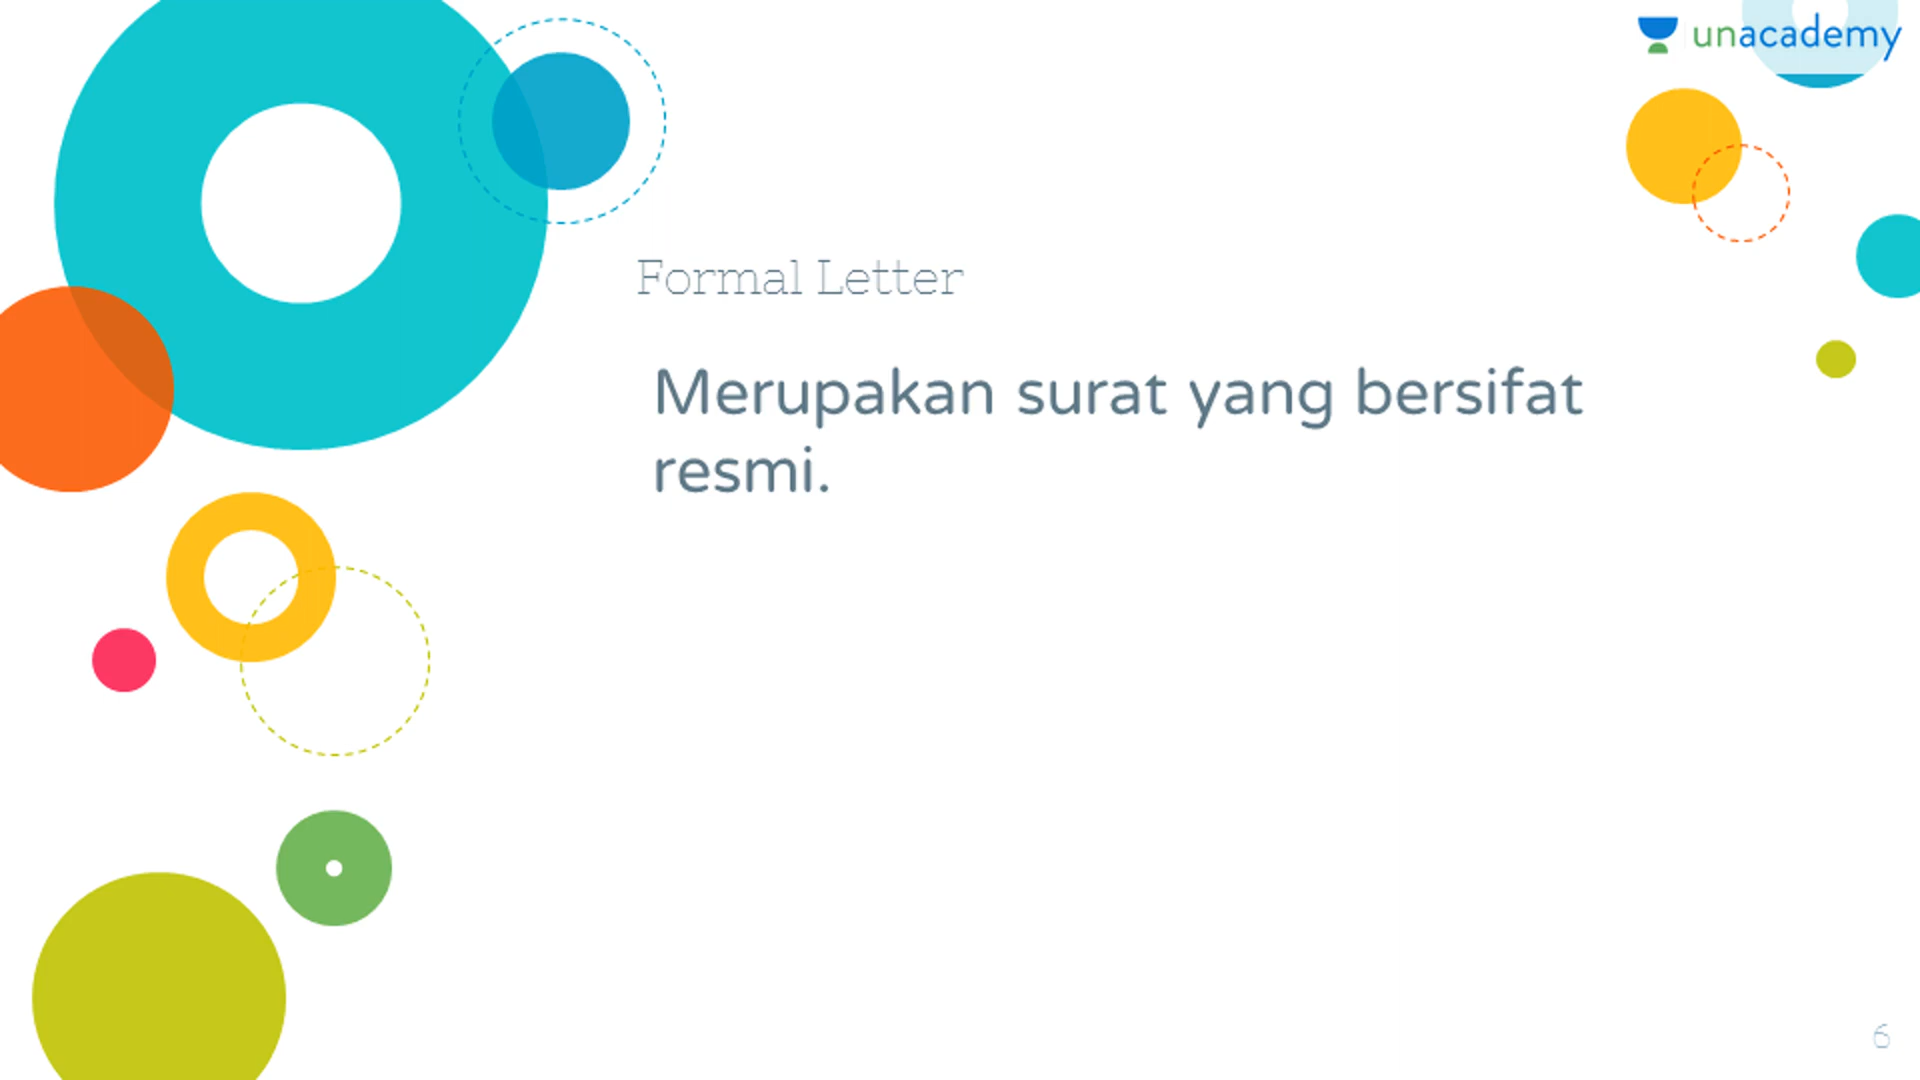 unacademy
Formal Letter
Merupakan surat yang bersifat
resmi.
6